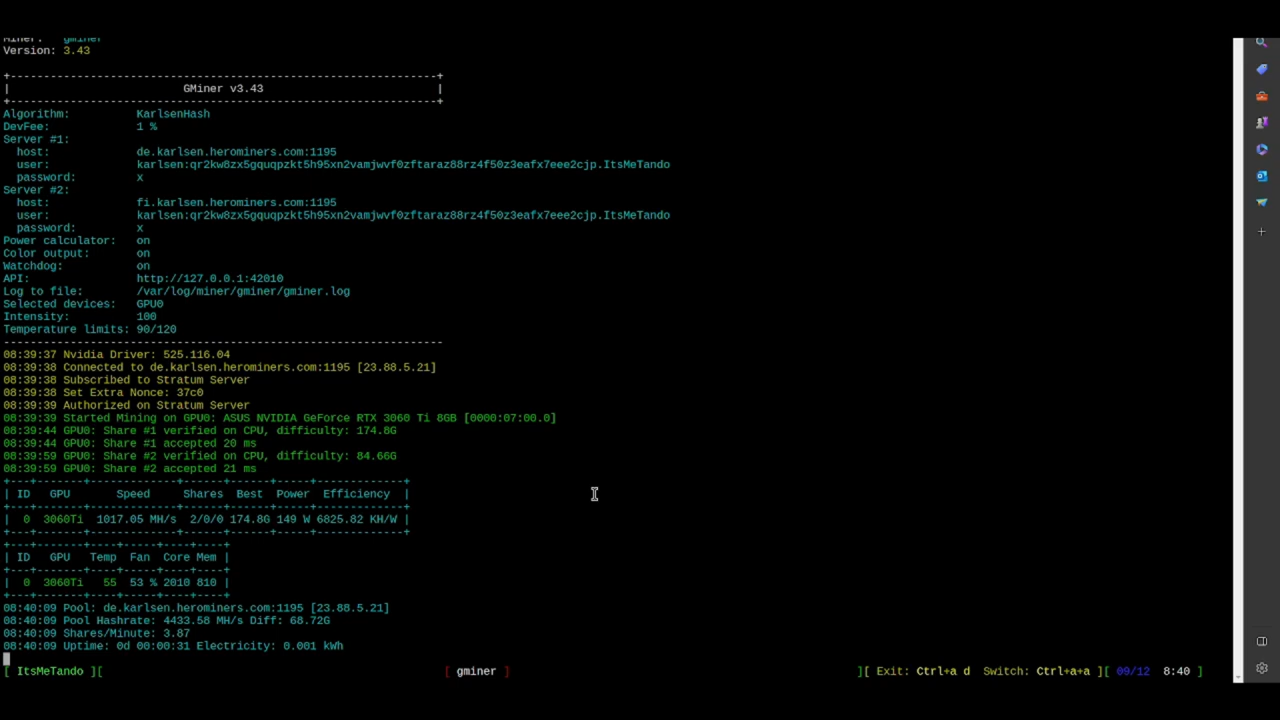 Miner: gminer
Version: 3.43
+----------------------------------------------------------------+
| GMiner v3.43 |
+----------------------------------------------------------------+
Algorithm: KarlsenHash
DevFee: 1 %
Server #1:
host: de.karlsen.herominers.com:1195
user: karlsen:qr2kw8zx5gquqpzkt5h95xn2vamjwvf0zftaraz88rz4f50z3eafx7eee2cjp.ItsMeTando
password: x
Server #2:
host: fi.karlsen.herominers.com:1195
user: karlsen:qr2kw8zx5gquqpzkt5h95xn2vamjwvf0zftaraz88rz4f50z3eafx7eee2cjp.ItsMeTando
password: x
Power calculator: on
Color output: on
Watchdog: on
API: http://127.0.0.1:42010
Log to file: /var/log/miner/gminer/gminer.log
Selected devices: GPU0
Intensity: 100
Temperature limits: 90/120
------------------------------------------------------------------
08:39:37 Nvidia Driver: 525.116.04
08:39:38 Connected to de.karlsen.herominers.com:1195 [23.88.5.21]
08:39:38 Subscribed to Stratum Server
08:39:38 Set Extra Nonce: 37c0
08:39:39 Authorized on Stratum Server
08:39:39 Started Mining on GPU0: ASUS NVIDIA GeForce RTX 3060 Ti 8GB [0000:07:00.0]
08:39:44 GPU0: Share #1 verified on CPU, difficulty: 174.8G
08:39:44 GPU0: Share #1 accepted 20 ms
08:39:59 GPU0: Share #2 verified on CPU, difficulty: 84.66G
08:39:59 GPU0: Share #2 accepted 21 ms
+---+-------+-------------+------+------+-----+-------------+
| ID GPU Speed Shares Best Power Efficiency |
+---+-------+-------------+------+------+-----+-------------+
| 0 3060Ti 1017.05 MH/s 2/0/0 174.8G 149 W 6825.82 KH/W |
+---+-------+-------------+------+------+-----+-------------+
+---+-------+----+-----+----+----+
| ID GPU Temp Fan Core Mem |
+---+-------+----+-----+----+----+
| 0 3060Ti 55 53 % 2010 810 |
+---+-------+----+-----+----+----+
08:40:09 Pool: de.karlsen.herominers.com:1195 [23.88.5.21]
08:40:09 Pool Hashrate: 4433.58 MH/s Diff: 68.72G
08:40:09 Shares/Minute: 3.87
08:40:09 Uptime: 0d 00:00:31 Electricity: 0.001 kWh
[ ItsMeTando ][ [ gminer ] ][ Exit: Ctrl+a d Switch: Ctrl+a+a ][ 09/12 8:40 ]